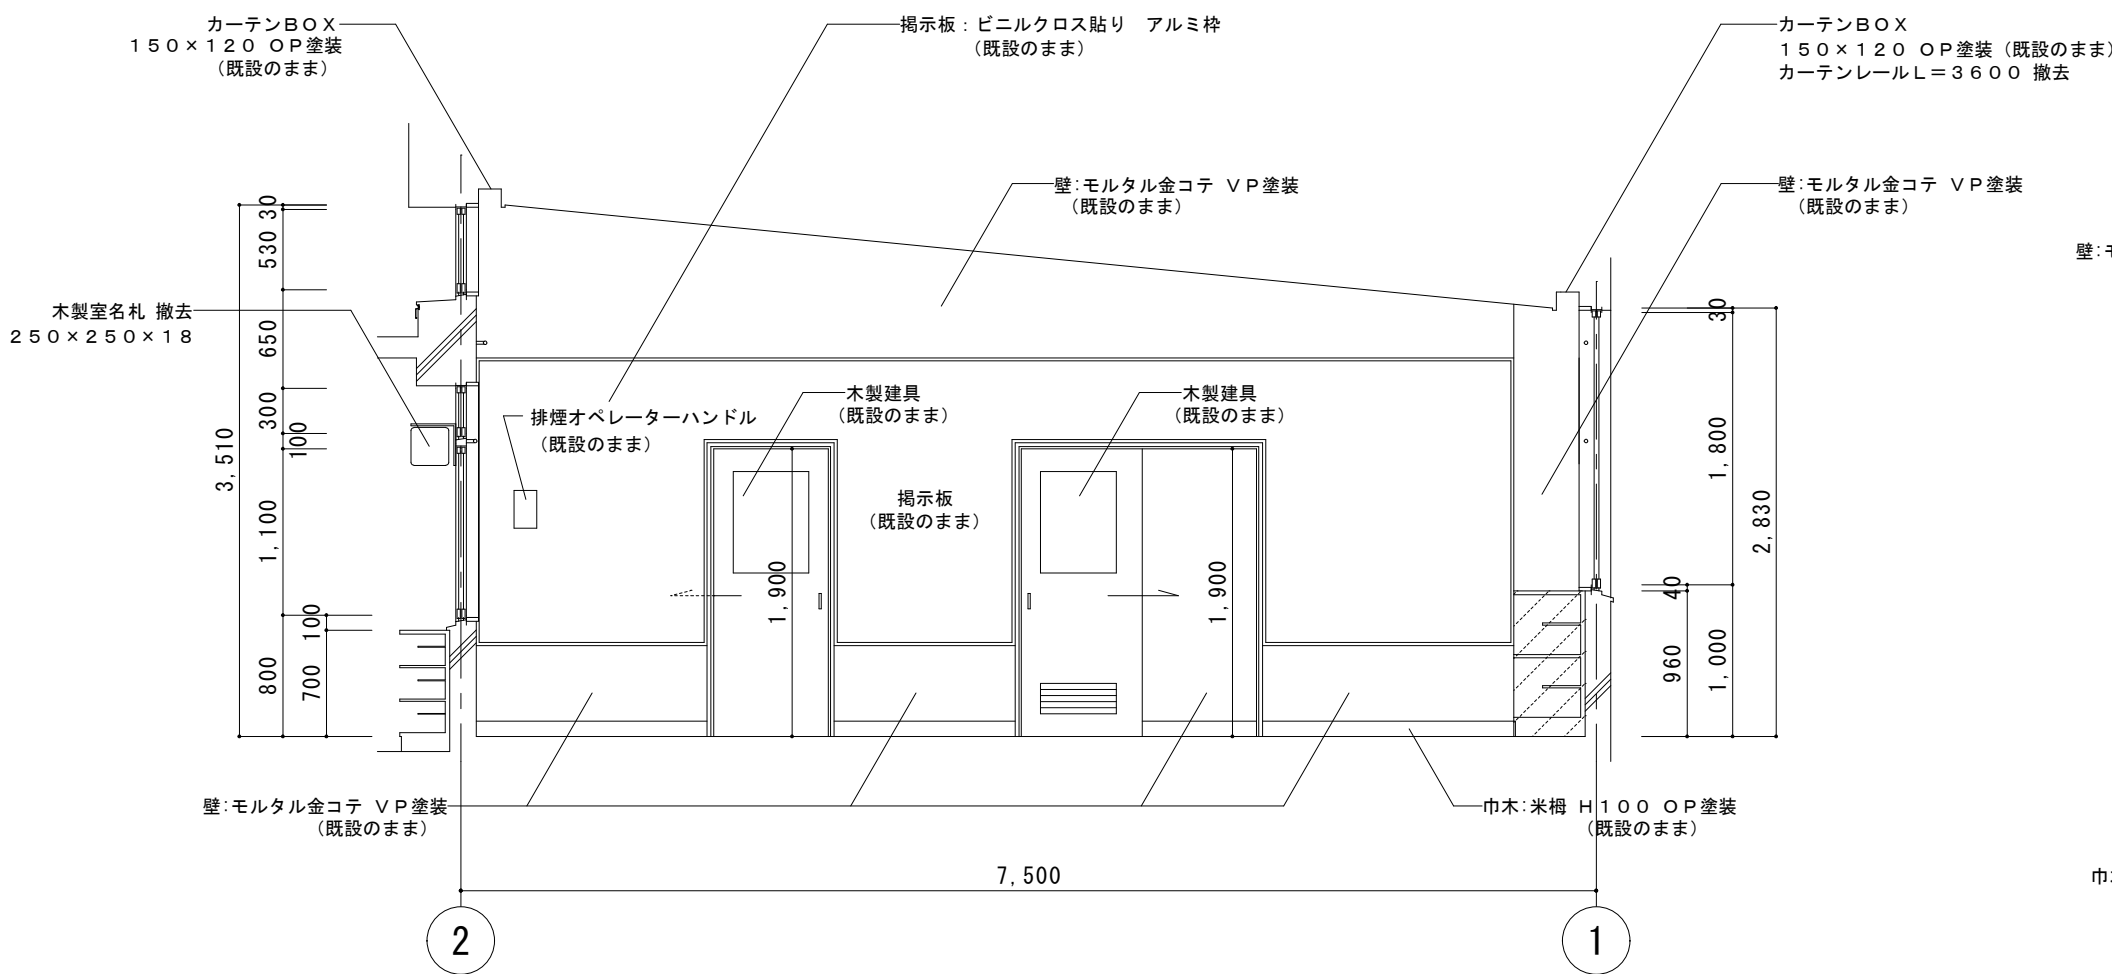 カーテンＢＯＸ
１５０×１２０ ＯＰ塗装
（既設のまま）
掲示板：ビニルクロス貼り　アルミ枠
（既設のまま）
カーテンＢＯＸ
１５０×１２０ ＯＰ塗装（既設のまま）
カーテンレールＬ＝３６００ 撤去
壁：モルタル金コテ ＶＰ塗装
（既設のまま）
壁：モルタル金コテ ＶＰ塗装
（既設のまま）
壁：モ
木製室名札 撤去
２５０×２５０×１８
排煙オペレーターハンドル
（既設のまま）
木製建具
（既設のまま）
木製建具
（既設のまま）
掲示板
（既設のまま）
3,510
30
530
650
300
100
1,100
100
800
700
1,900
1,900
30
1,800
2,830
40
960
1,000
壁：モルタル金コテ ＶＰ塗装
（既設のまま）
巾木：米栂 Ｈ１００ ＯＰ塗装
（既設のまま）
7,500
巾
2
1